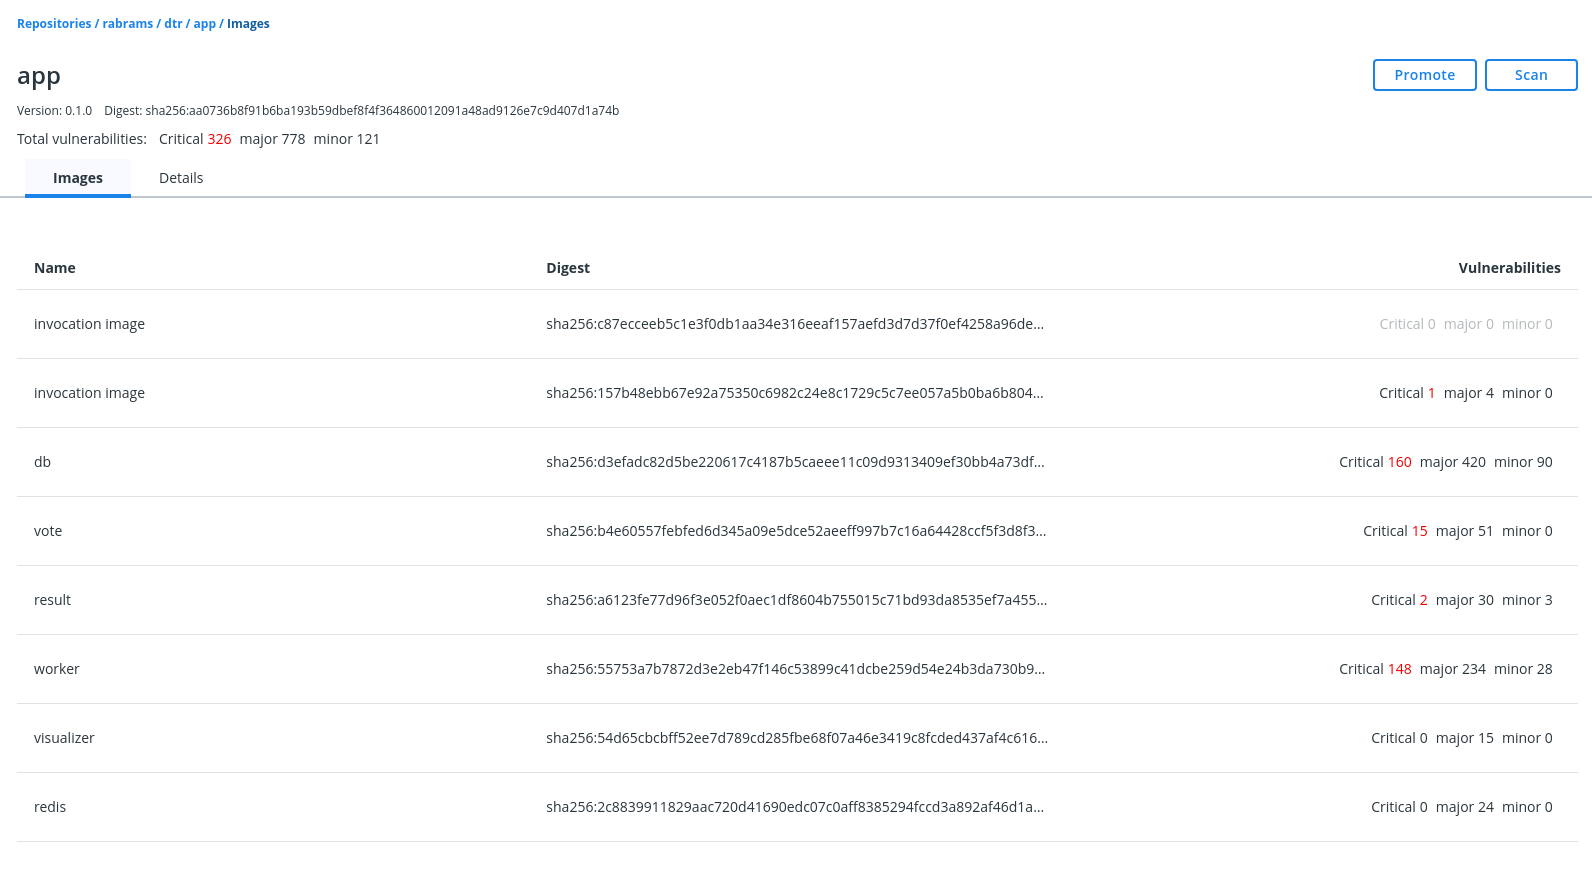 Repositories / rabrams / dtr / app / Images
app
Promote Scan
Version: 0.1.0 Digest: sha256:aa0736b8f91b6ba193b59dbef8f4f364860012091a48ad9126e7c9d407d1a74b
Total vulnerabilities: Critical 326 major 778 minor 121
Images Details
Name Digest Vulnerabilities
invocation image sha256:c87ecceeb5c1e3f0db1aa34e316eeaf157aefd3d7d37f0ef4258a96de... Critical 0 major 0 minor 0
invocation image sha256:157b48ebb67e92a75350c6982c24e8c1729c5c7ee057a5b0ba6b804... Critical 1 major 4 minor 0
db sha256:d3efadc82d5be220617c4187b5caeee11c09d9313409ef30bb4a73df... Critical 160 major 420 minor 90
vote sha256:b4e60557febfed6d345a09e5dce52aeeff997b7c16a64428ccf5f3d8f3... Critical 15 major 51 minor 0
result sha256:a6123fe77d96f3e052f0aec1df8604b755015c71bd93da8535ef7a455... Critical 2 major 30 minor 3
worker sha256:55753a7b7872d3e2eb47f146c53899c41dcbe259d54e24b3da730b9... Critical 148 major 234 minor 28
visualizer sha256:54d65cbcbff52ee7d789cd285fbe68f07a46e3419c8fcded437af4c616... Critical 0 major 15 minor 0
redis sha256:2c8839911829aac720d41690edc07c0aff8385294fccd3a892af46d1a... Critical 0 major 24 minor 0